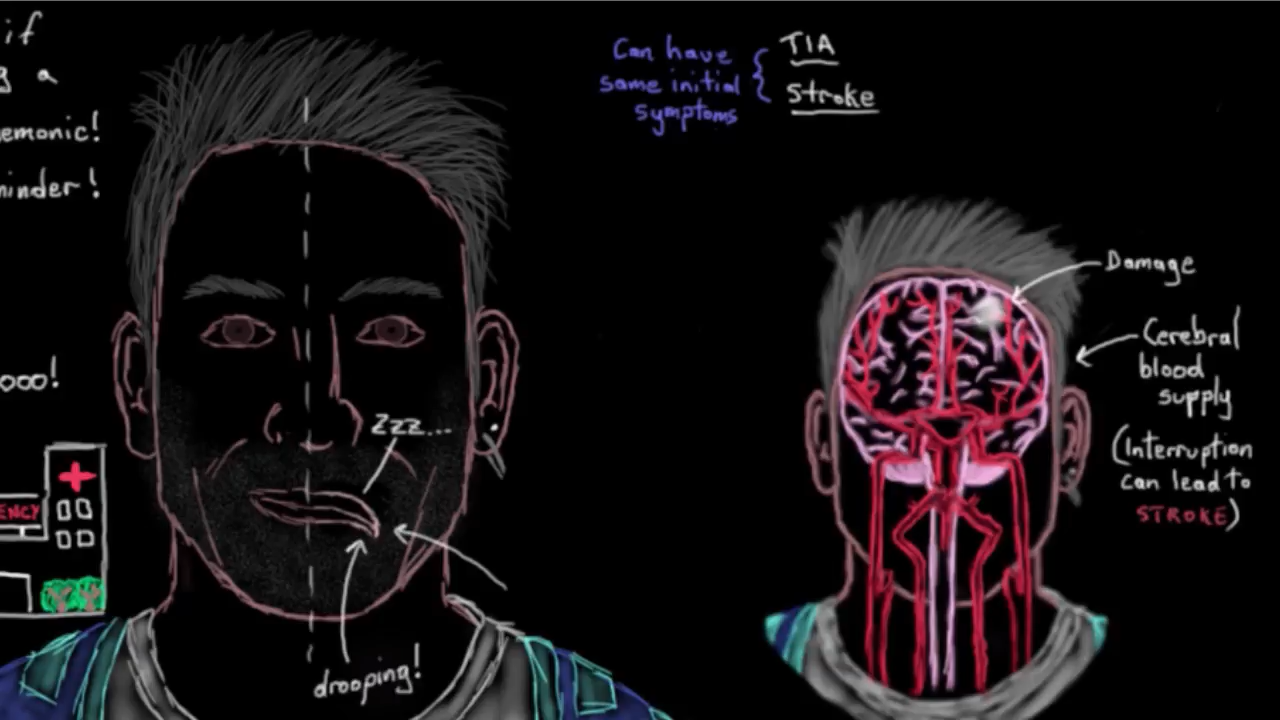 if
g a
emonic!
minder!
ooo!
ENCY
Zzz...
drooping!
Can have
same initial
symptoms
TIA
Stroke
Damage
Cerebral
blood
supply
(Interruption
can lead to
STROKE)